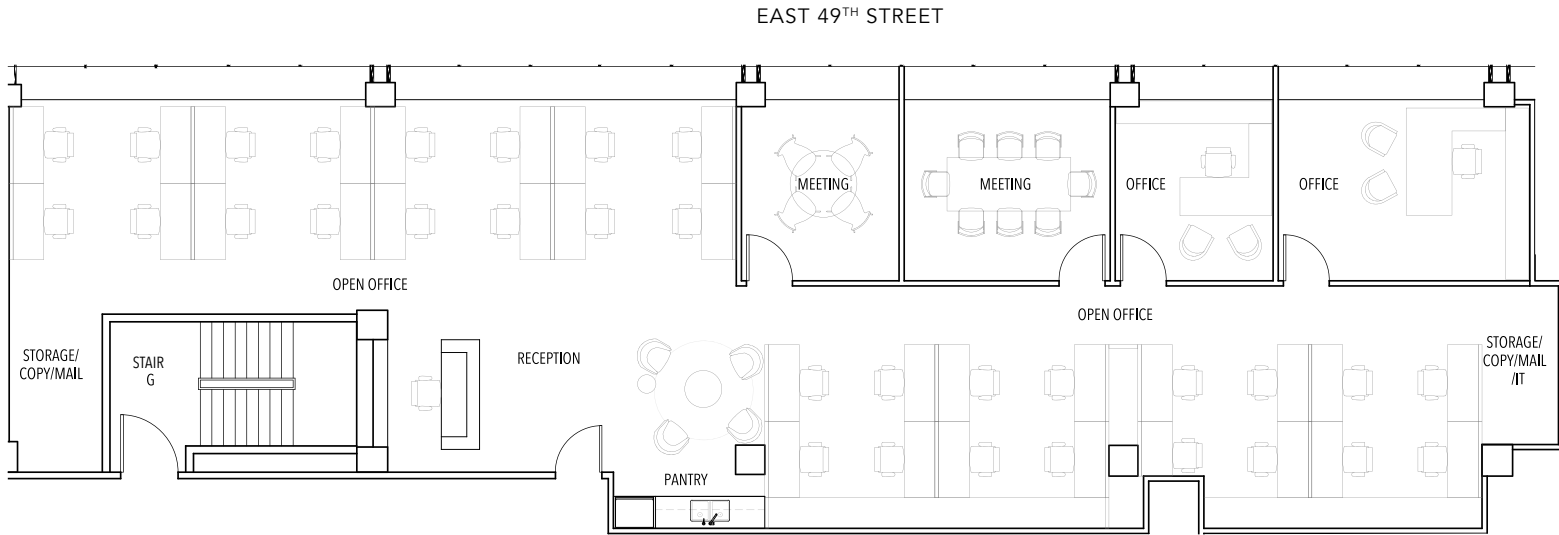 EAST 49TH STREET
MEETING
MEETING
OFFICE
OFFICE
OPEN OFFICE
OPEN OFFICE
STORAGE/
COPY/MAIL
STAIR
G
RECEPTION
STORAGE/
COPY/MAIL
/IT
PANTRY